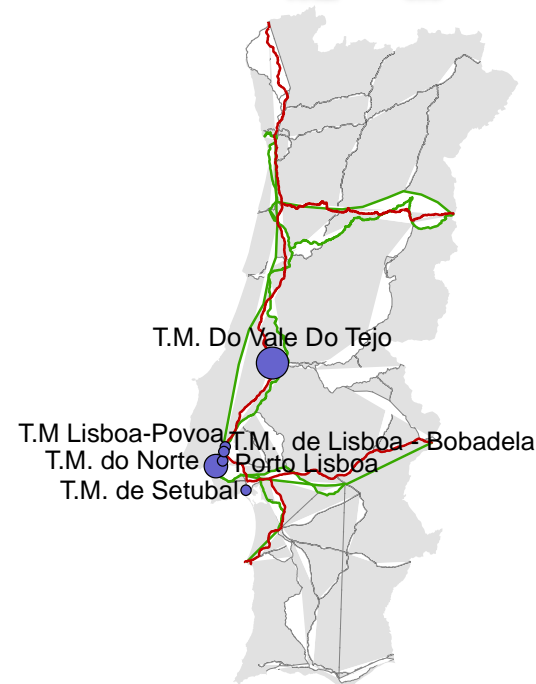 T.M. Do Vale Do Tejo
T.M Lisboa-Povoa
T.M. de Lisboa - Bobadela
T.M. do Norte
Porto Lisboa
T.M. de Setubal